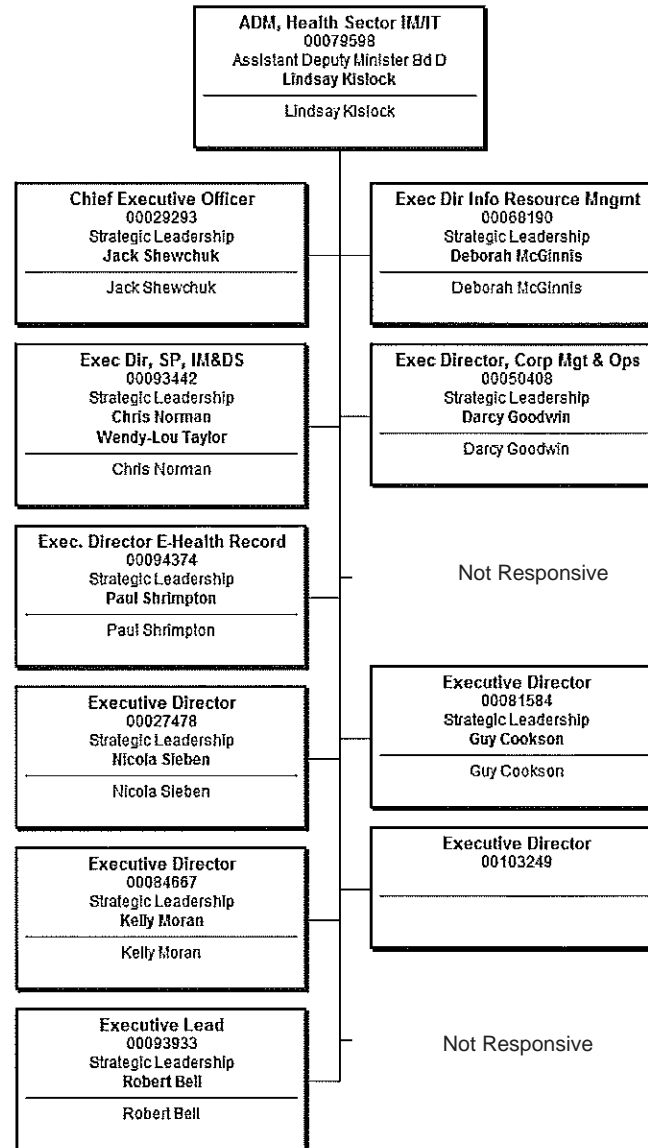 ADM, Health Sector IM/IT
00079598
Assistant Deputy Minister Bd D
Lindsay Kislock
Lindsay Kislock
Chief Executive Officer
00029293
Strategic Leadership
Jack Shewchuk
Jack Shewchuk
Exec Dir Info Resource Mngmt
00068190
Strategic Leadership
Deborah McGinnis
Deborah McGinnis
Exec Dir, SP, IM&DS
00093442
Strategic Leadership
Chris Norman
Wendy-Lou Taylor
Chris Norman
Exec Director, Corp Mgt & Ops
00050408
Strategic Leadership
Darcy Goodwin
Darcy Goodwin
Exec. Director E-Health Record
00094374
Strategic Leadership
Paul Shrimpton
Paul Shrimpton
Not Responsive
Executive Director
00027478
Strategic Leadership
Nicola Sieben
Nicola Sieben
Executive Director
00081584
Strategic Leadership
Guy Cookson
Guy Cookson
Executive Director
00084667
Strategic Leadership
Kelly Moran
Kelly Moran
Executive Director
00103249
Executive Lead
00093933
Strategic Leadership
Robert Bell
Robert Bell
Not Responsive